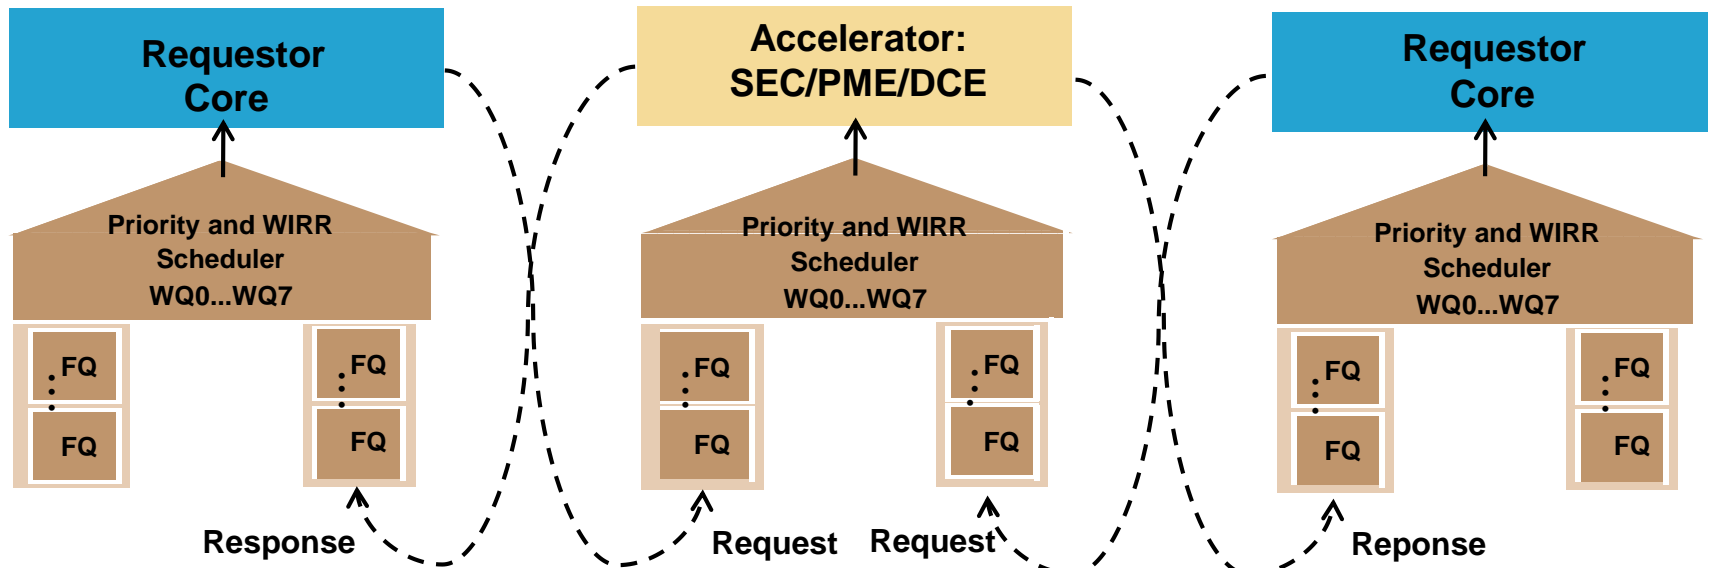 Requestor
Core
Accelerator:
SEC/PME/DCE
Requestor
Core
Priority and WIRR
Scheduler
WQ0...WQ7
Priority and WIRR
Scheduler
WQ0...WQ7
Priority and WIRR
Scheduler
WQ0...WQ7
FQ
FQ
FQ
FQ
FQ
FQ
FQ
FQ
FQ
FQ
FQ
FQ
Response
Request
Request
Reponse